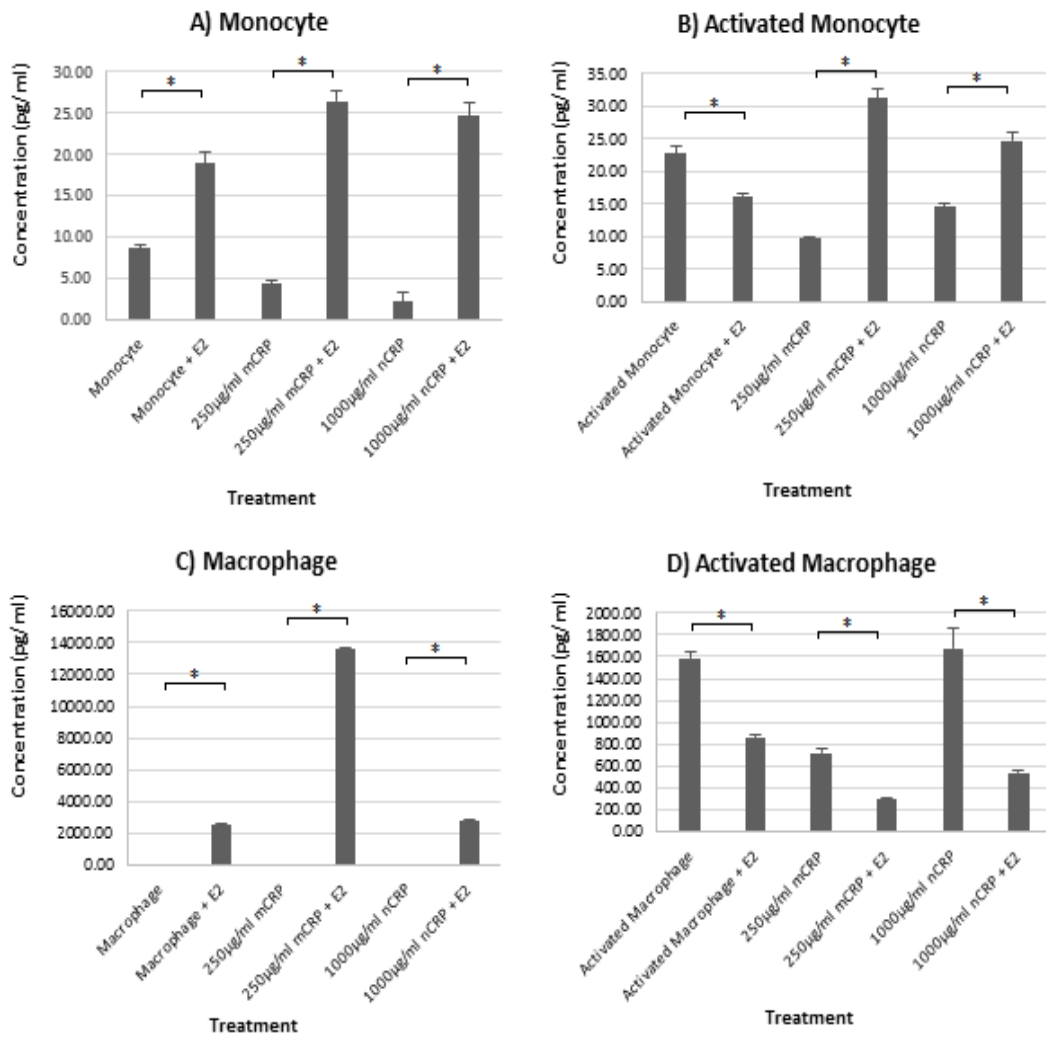 A) Monocyte
Concentration (pg/ml)
30.00
25.00
20.00
15.00
10.00
5.00
0.00
*
*
*
Monocyte
Monocyte + E2
250µg/ml mCRP
250µg/ml mCRP + E2
1000µg/ml nCRP
1000µg/ml nCRP + E2
Treatment
B) Activated Monocyte
Concentration (pg/ml)
35.00
30.00
25.00
20.00
15.00
10.00
5.00
0.00
*
*
*
Activated Monocyte
Activated Monocyte + E2
250µg/ml mCRP
250µg/ml mCRP + E2
1000µg/ml nCRP
1000µg/ml nCRP + E2
Treatment
C) Macrophage
Concentration (pg/ml)
16000.00
14000.00
12000.00
10000.00
8000.00
6000.00
4000.00
2000.00
0.00
*
*
*
Macrophage
Macrophage + E2
250µg/ml mCRP
250µg/ml mCRP + E2
1000µg/ml nCRP
1000µg/ml nCRP + E2
Treatment
D) Activated Macrophage
Concentration (pg/ml)
2000.00
1800.00
1600.00
1400.00
1200.00
1000.00
800.00
600.00
400.00
200.00
0.00
*
*
*
Activated Macrophage
Activated Macrophage + E2
250µg/ml mCRP
250µg/ml mCRP + E2
1000µg/ml nCRP
1000µg/ml nCRP + E2
Treatment